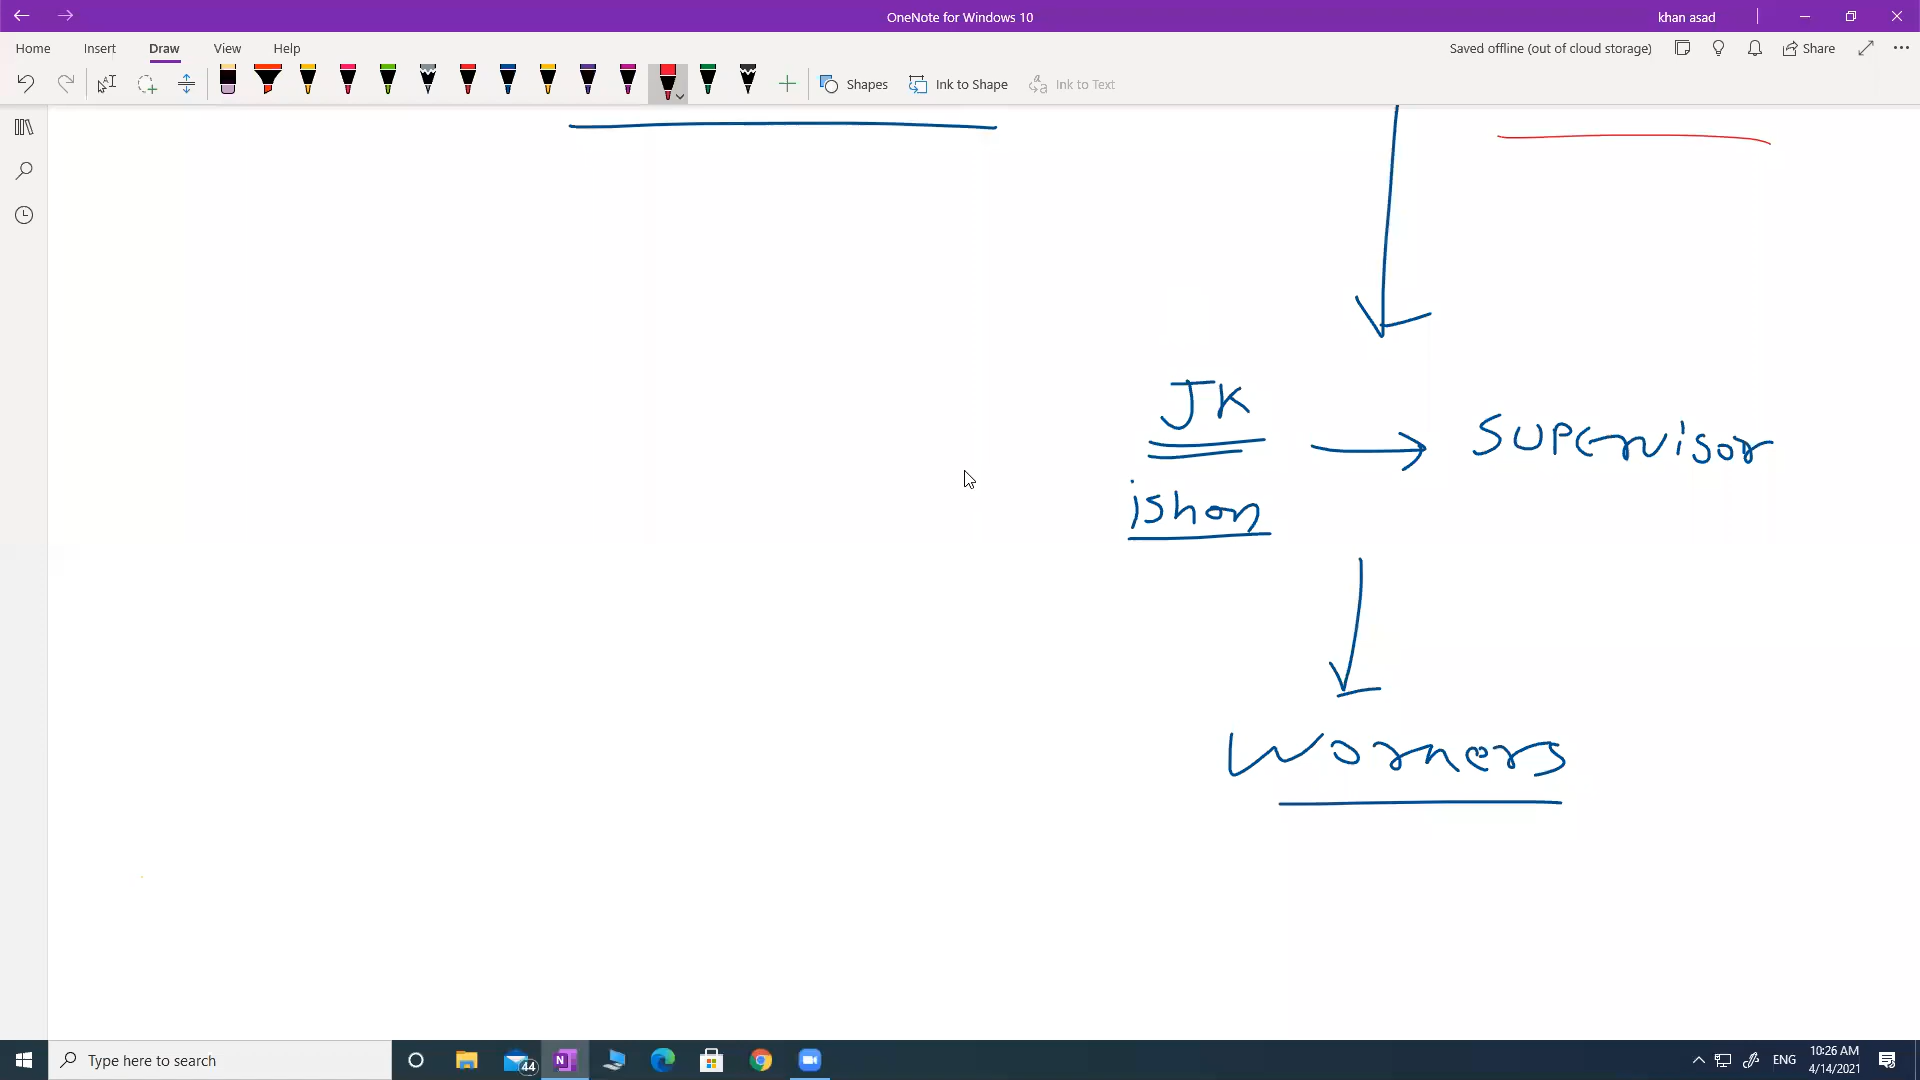 OneNote for Windows 10
khan asad
Home Insert Draw View Help
Saved offline (out of cloud storage)
Share
Shapes
Ink to Shape
Ink to Text
JK
Supervisor
ishan
Workers
Type here to search
44
ENG
10:26 AM
4/14/2021